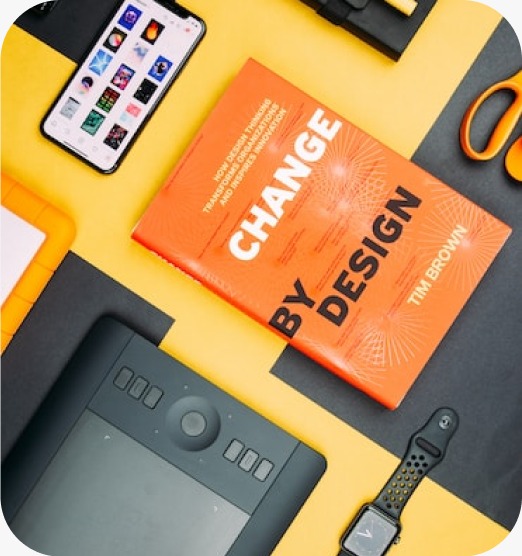 HOW DESIGN THINKING
TRANSFORMS ORGANIZATIONS
AND INSPIRES INNOVATION
CHANGE
BY
DESIGN
TIM BROWN